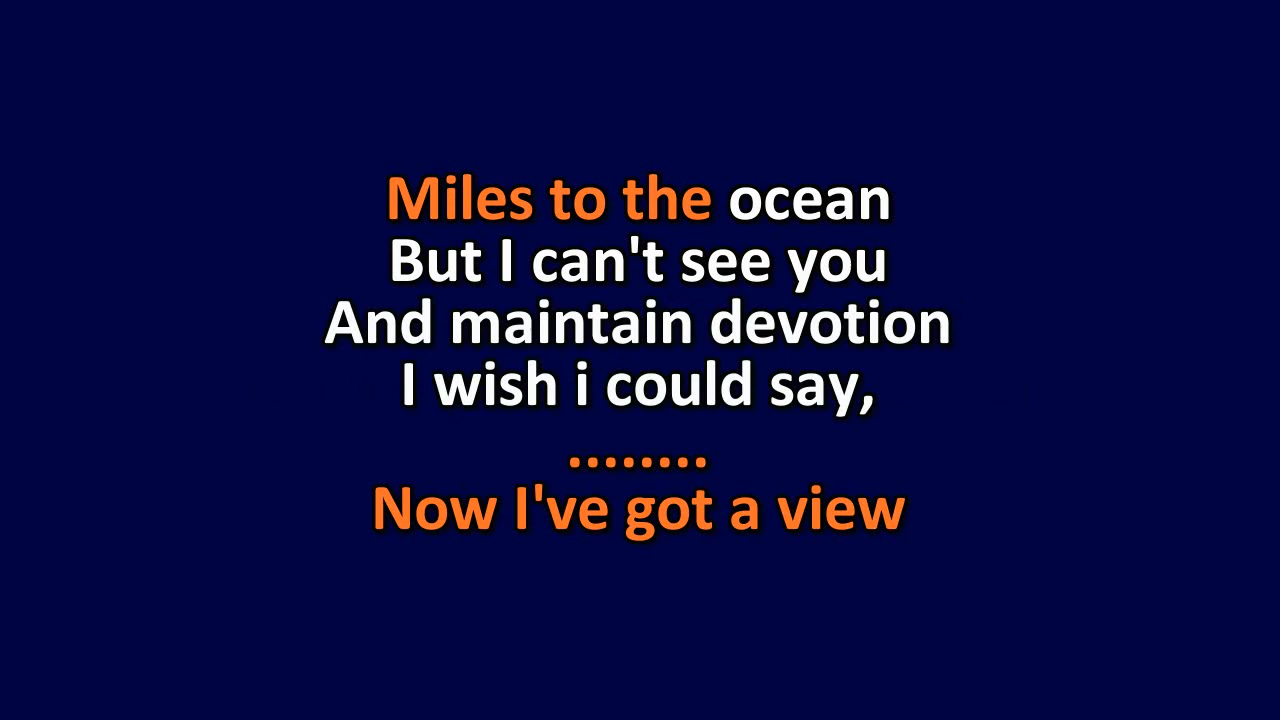 Miles to the ocean
But I can't see you
And maintain devotion
I wish i could say,
........
Now I've got a view